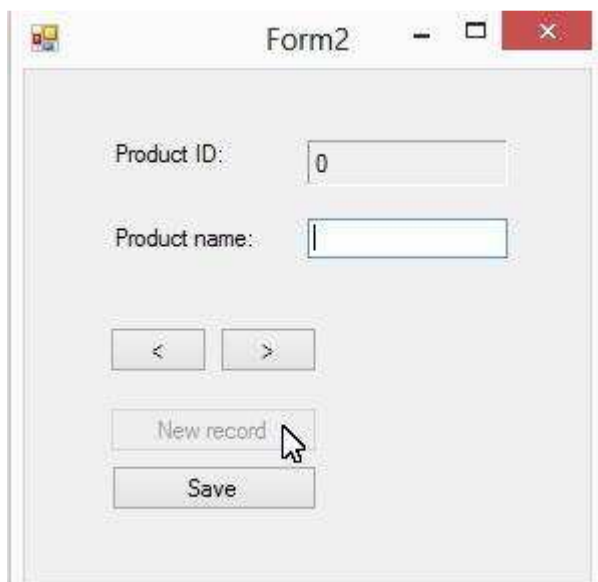 Form2
Product ID:
0
Product name:
< >
New record
Save